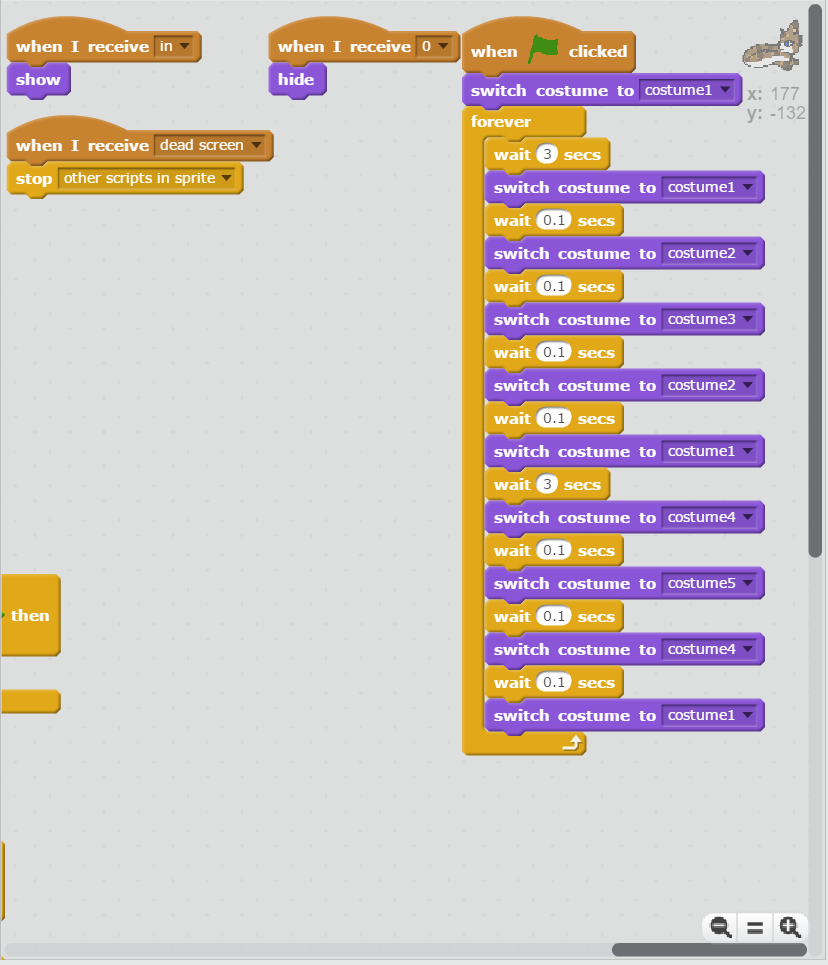 when I receive in
show
when I receive 0
hide
when I receive dead screen
stop other scripts in sprite
then
when clicked
switch costume to costume1
forever
wait 3 secs
switch costume to costume1
wait 0.1 secs
switch costume to costume2
wait 0.1 secs
switch costume to costume3
wait 0.1 secs
switch costume to costume2
wait 0.1 secs
switch costume to costume1
wait 3 secs
switch costume to costume4
wait 0.1 secs
switch costume to costume5
wait 0.1 secs
switch costume to costume4
wait 0.1 secs
switch costume to costume1
x: 177
y: -132